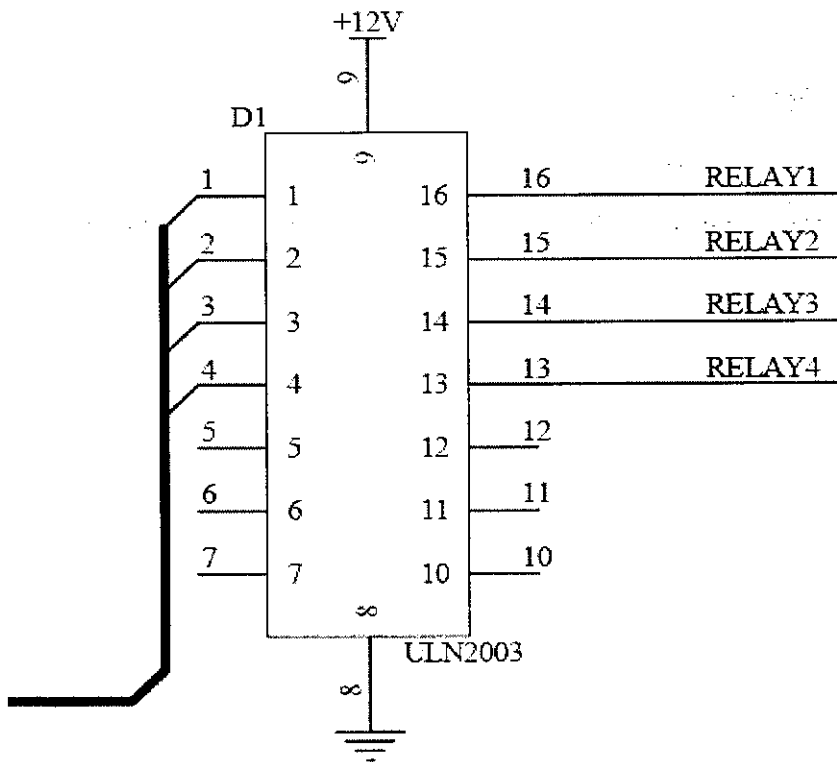 +12V
9
D1
9
1 1 16 16 RELAY1
2 2 15 15 RELAY2
3 3 14 14 RELAY3
4 4 13 13 RELAY4
5 5 12 12
6 6 11 11
7 7 10 10
8
ULN2003
8